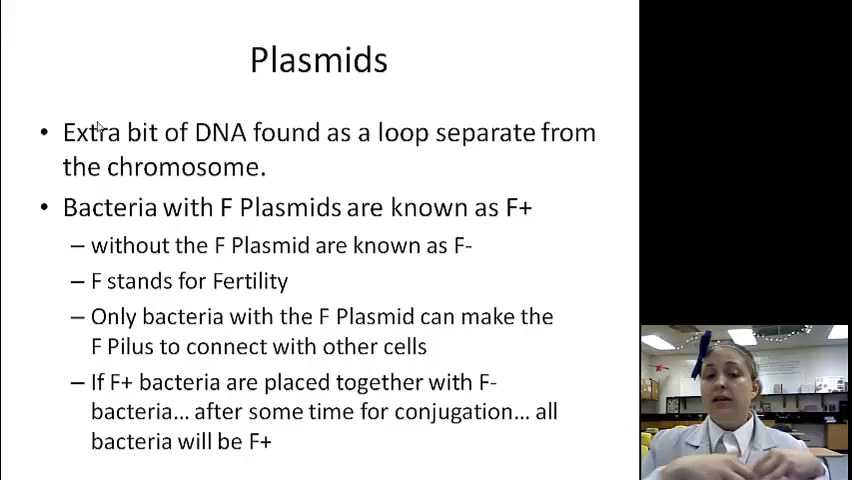 Plasmids
• Extra bit of DNA found as a loop separate from
the chromosome.
• Bacteria with F Plasmids are known as F+
– without the F Plasmid are known as F-
– F stands for Fertility
– Only bacteria with the F Plasmid can make the
F Pilus to connect with other cells
– If F+ bacteria are placed together with F-
bacteria… after some time for conjugation… all
bacteria will be F+